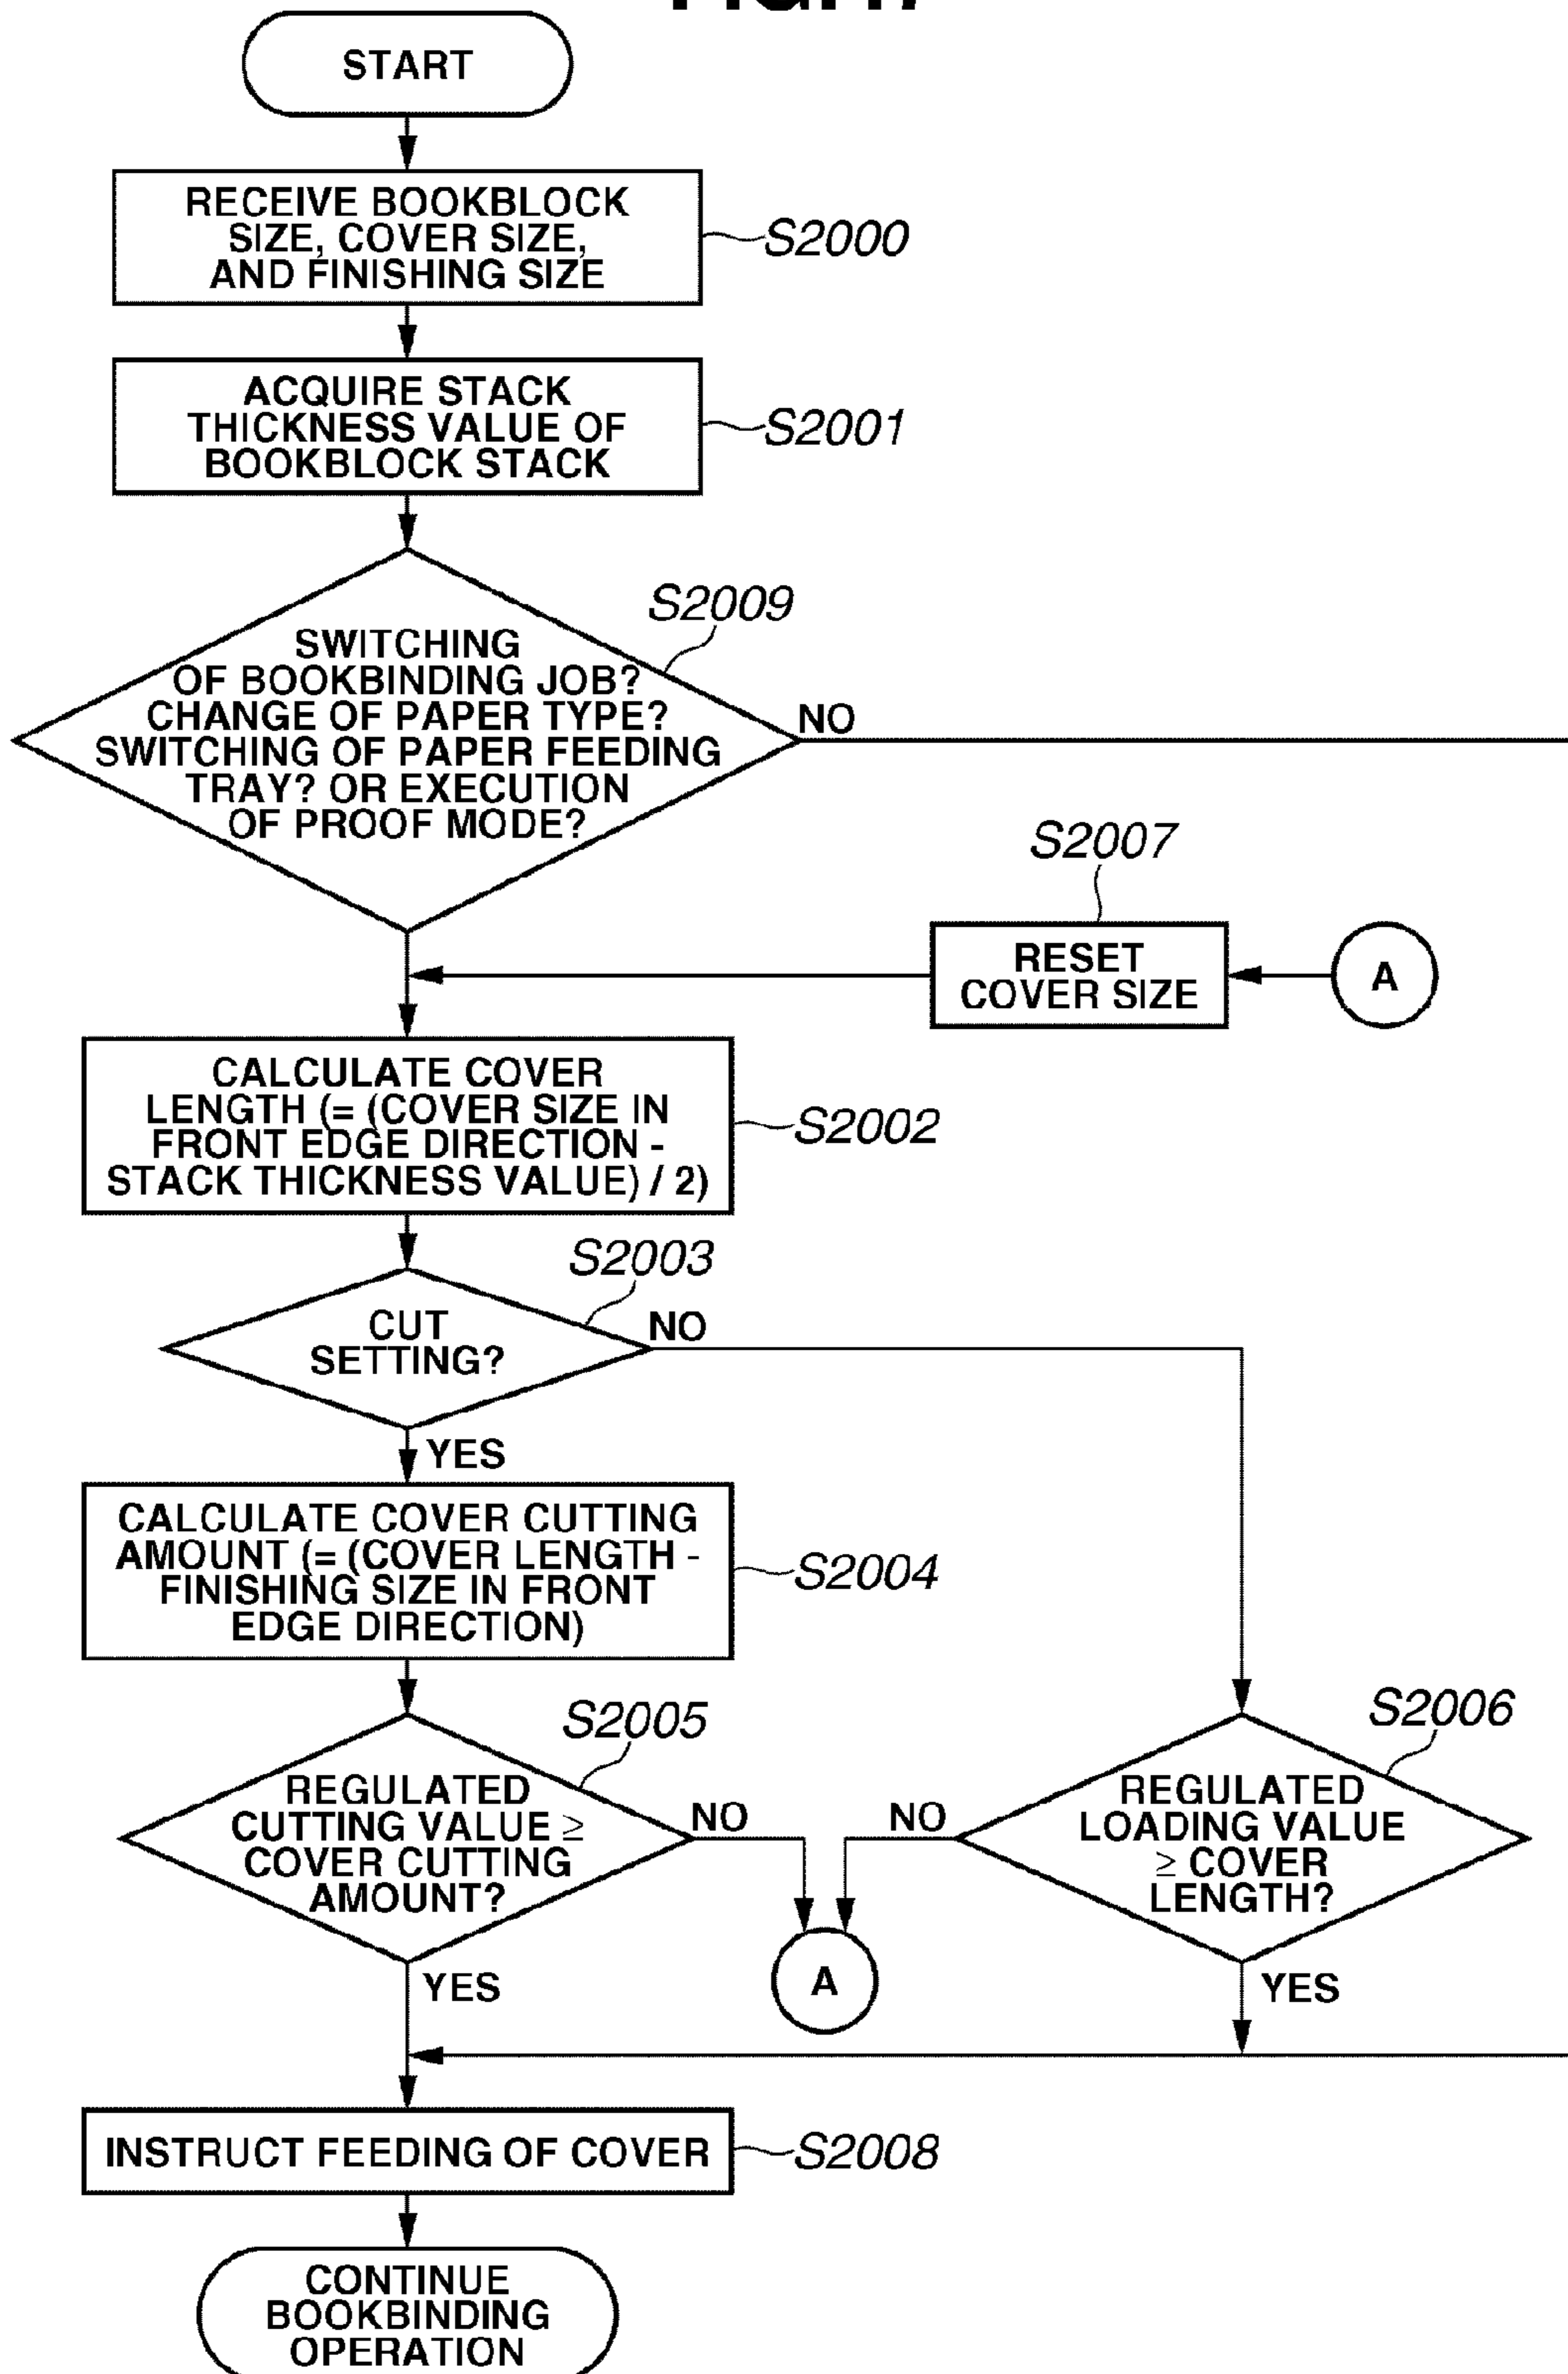 START
RECEIVE BOOKBLOCK
SIZE, COVER SIZE,
AND FINISHING SIZE
S2000
ACQUIRE STACK
THICKNESS VALUE OF
BOOKBLOCK STACK
S2001
S2009
SWITCHING
OF BOOKBINDING JOB?
CHANGE OF PAPER TYPE?
SWITCHING OF PAPER FEEDING
TRAY? OR EXECUTION
OF PROOF MODE?
NO
S2007
RESET
COVER SIZE
A
CALCULATE COVER
LENGTH (= (COVER SIZE IN
FRONT EDGE DIRECTION -
STACK THICKNESS VALUE) / 2)
S2002
S2003
CUT
SETTING?
NO
YES
CALCULATE COVER CUTTING
AMOUNT (= (COVER LENGTH -
FINISHING SIZE IN FRONT
EDGE DIRECTION)
S2004
S2005
REGULATED
CUTTING VALUE ≥
COVER CUTTING
AMOUNT?
NO
S2006
REGULATED
LOADING VALUE
≥ COVER
LENGTH?
NO
A
YES
YES
INSTRUCT FEEDING OF COVER
S2008
CONTINUE
BOOKBINDING
OPERATION